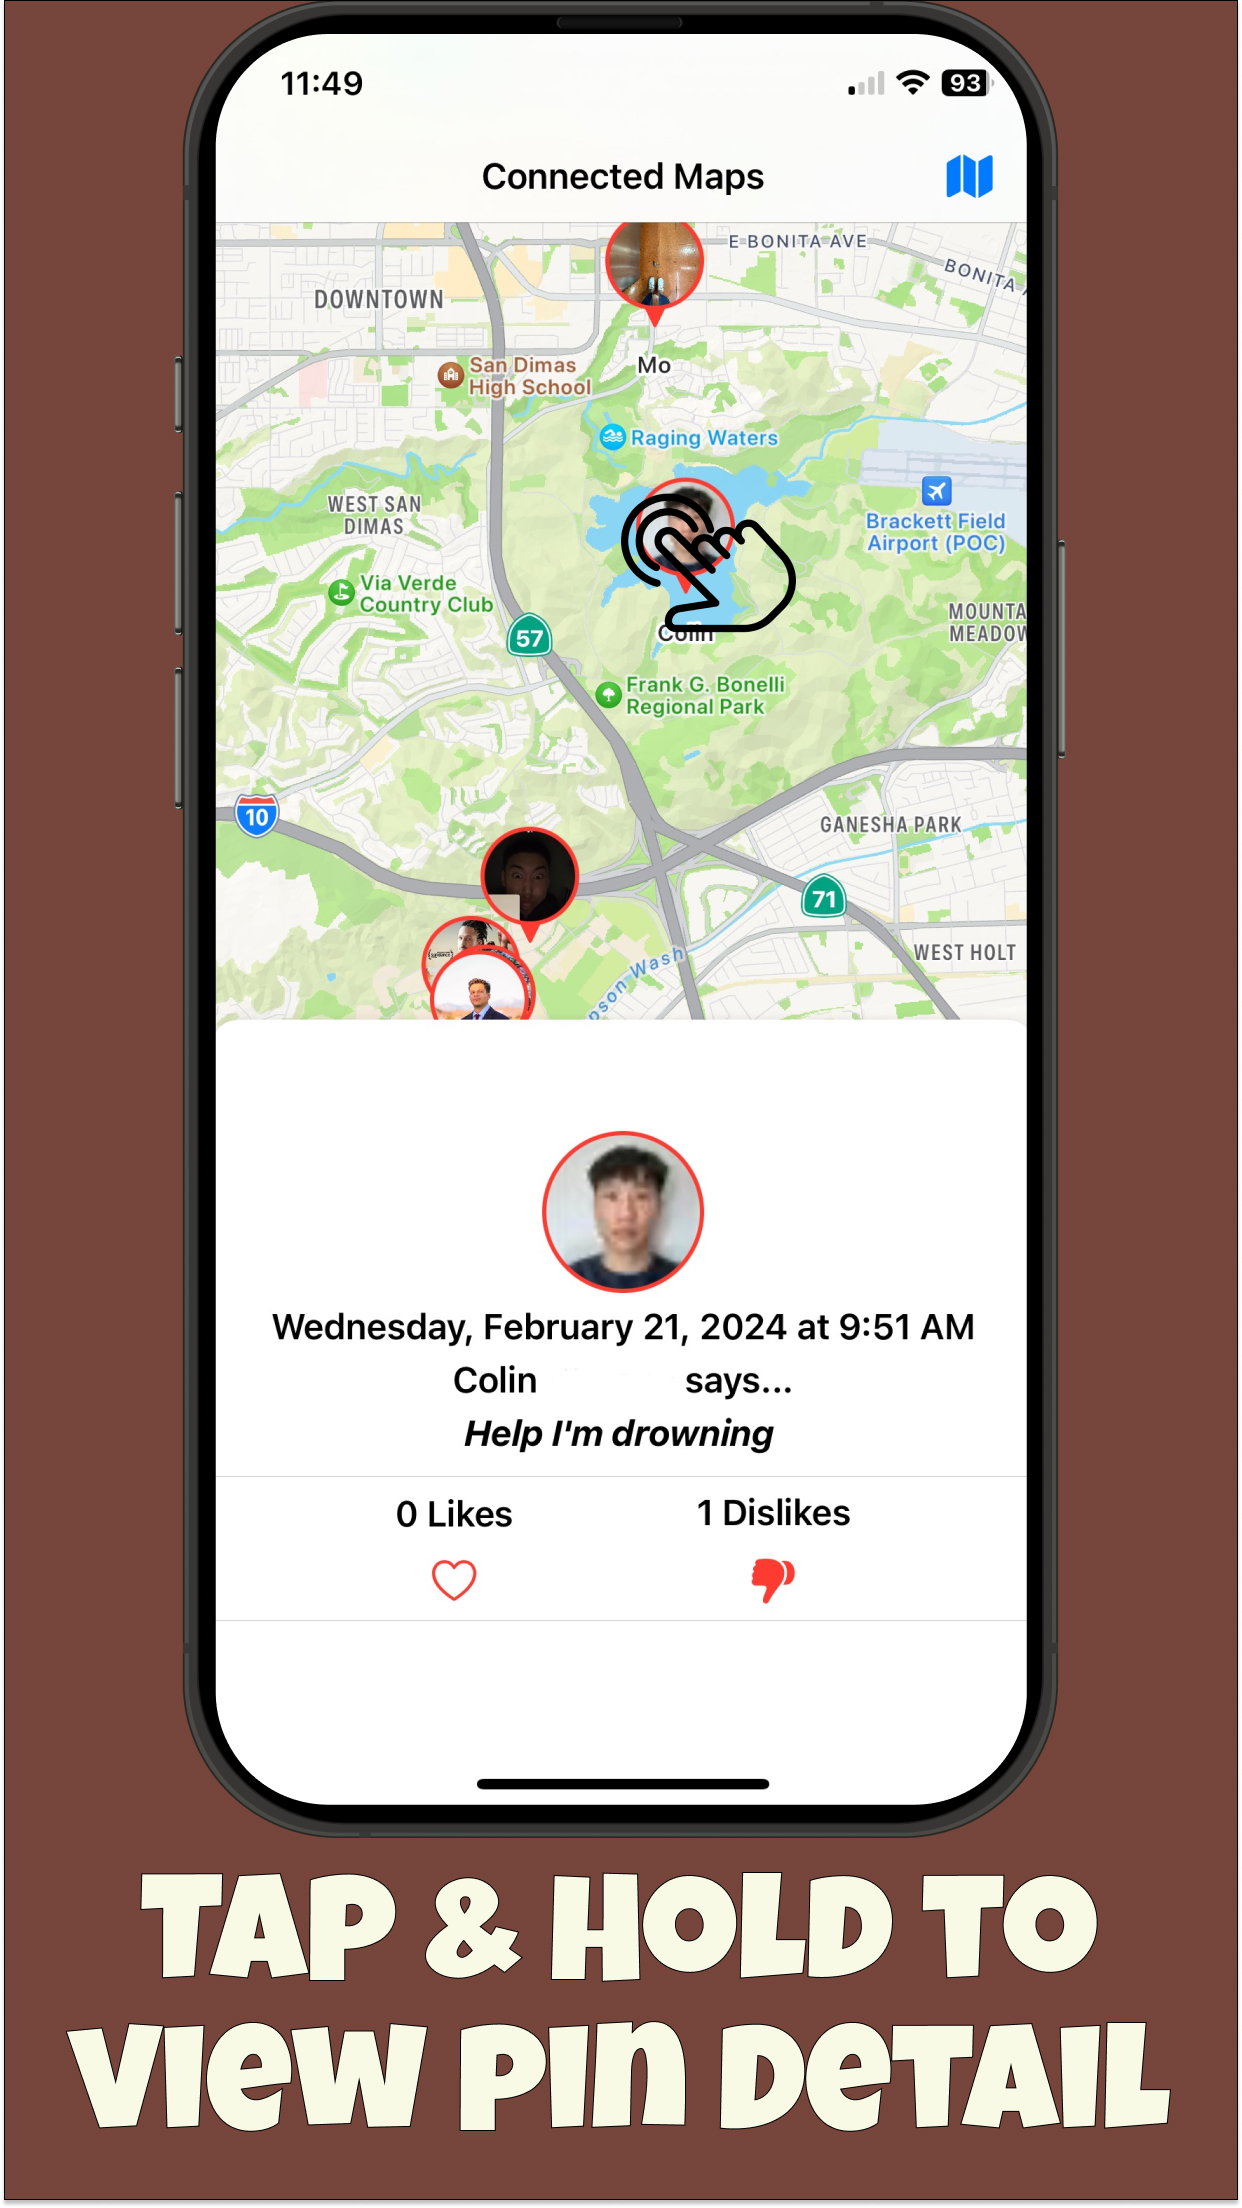 11:49
93
Connected Maps
E BONITA AVE
BONITA A
DOWNTOWN
San Dimas
High School
Mo
Raging Waters
WEST SAN
DIMAS
Brackett Field
Airport (POC)
Via Verde
Country Club
MOUNTA
MEADOW
57
Colin
Frank G. Bonelli
Regional Park
10
GANESHA PARK
71
WEST HOLT
pson Wash
Wednesday, February 21, 2024 at 9:51 AM
Colin says...
Help I'm drowning
0 Likes
1 Dislikes
TAP & HOLD TO
VIEW PIN DETAIL